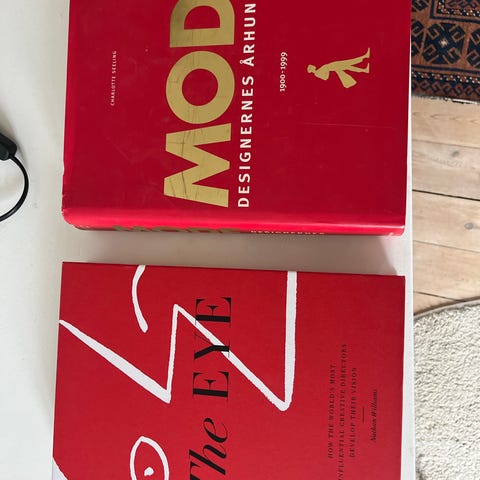 CHARLOTTE SEELING
MOD
DESIGNERNES ÅRHUN
1900-1999
The EYE
HOW THE WORLD'S MOST
INFLUENTIAL CREATIVE DIRECTORS
DEVELOP THEIR VISION
Nathan Williams